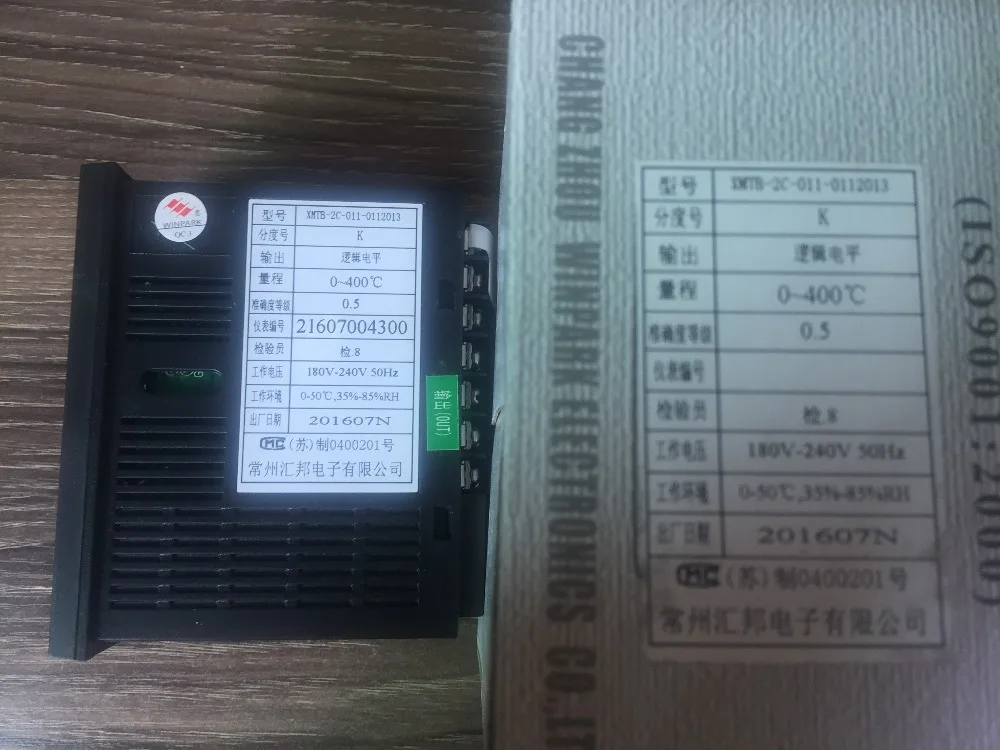 WINPARK
QC3
型号 XMTB-2C-011-0112013
分度号 K
输出 逻辑电平
量程 0~400℃
准确度等级 0.5
仪表编号 21607004300
检验员 检.8
工作电压 180V-240V 50Hz
工作环境 0-50℃,35%-85%RH
出厂日期 201607N
MC (苏)制0400201号
常州汇邦电子有限公司
输出(OUT)
CHANG ZHOU WINPARK ELECTRONICS CO.,LT
型号 XMTB-2C-011-0112013
分度号 K
输出 逻辑电平
量程 0~400℃
准确度等级 0.5
仪表编号
检验员 检.8
工作电压 180V-240V 50Hz
工作环境 0-50℃,35%-85%RH
出厂日期 201607N
MC (苏)制0400201号
常州汇邦电子有限公司
(ISO9001:2000)